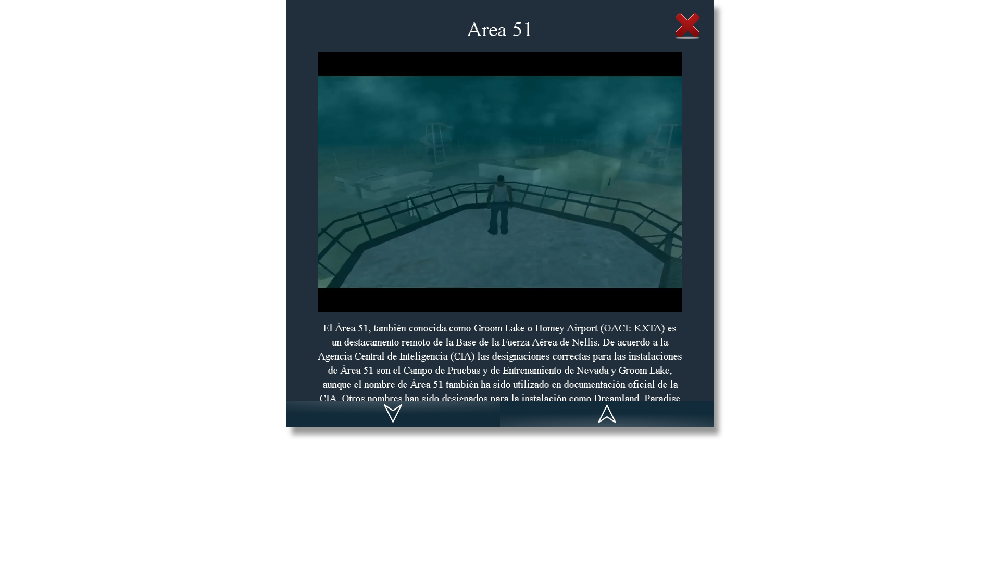 Area 51
El Área 51, también conocida como Groom Lake o Homey Airport (OACI: KXTA) es
un destacamento remoto de la Base de la Fuerza Aérea de Nellis. De acuerdo a la
Agencia Central de Inteligencia (CIA) las designaciones correctas para las instalaciones
de Área 51 son el Campo de Pruebas y de Entrenamiento de Nevada y Groom Lake,
aunque el nombre de Área 51 también ha sido utilizado en documentación oficial de la
CIA. Otros nombres han sido designados para la instalación como Dreamland, Paradise